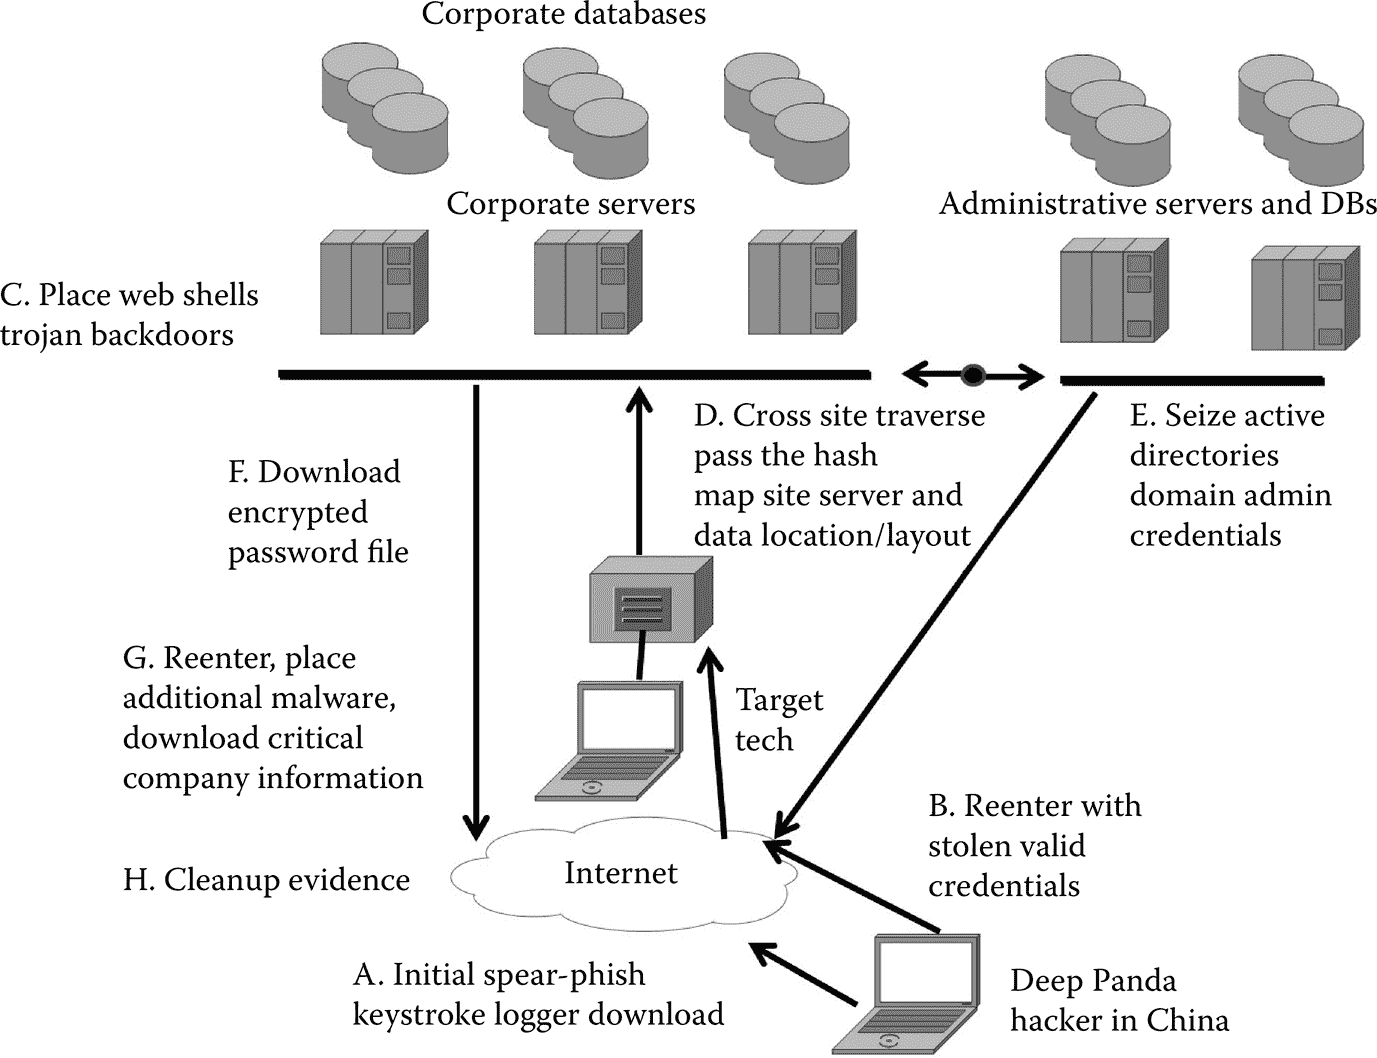 Corporate databases
Corporate servers
Administrative servers and DBs
C. Place web shells
trojan backdoors
D. Cross site traverse
pass the hash
map site server and
data location/layout
E. Seize active
directories
domain admin
credentials
F. Download
encrypted
password file
G. Reenter, place
additional malware,
download critical
company information
Target
tech
B. Reenter with
stolen valid
credentials
H. Cleanup evidence
Internet
A. Initial spear-phish
keystroke logger download
Deep Panda
hacker in China